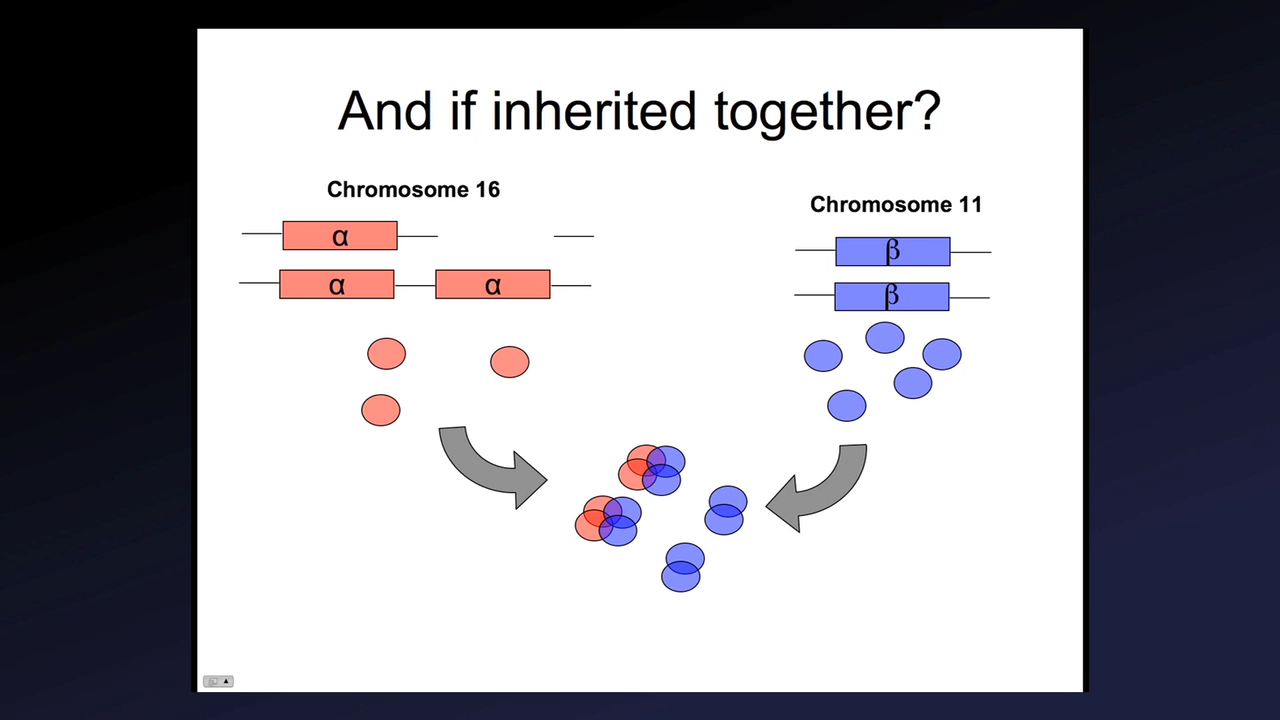 And if inherited together?
Chromosome 16
Chromosome 11
α
β
α α
β